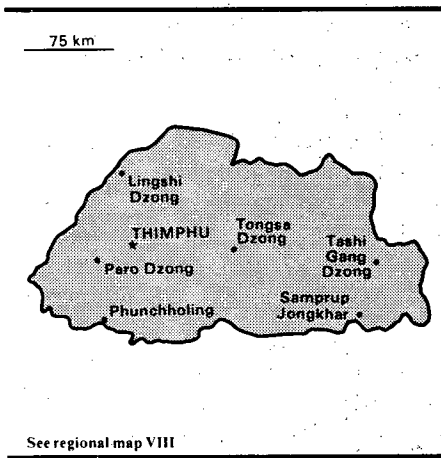 75 km
Lingshi
Dzong
THIMPHU
Paro Dzong
Tongsa
Dzong
Tashi
Gang
Dzong
Phunchholing
Samprup
Jongkhar
See regional map VIII